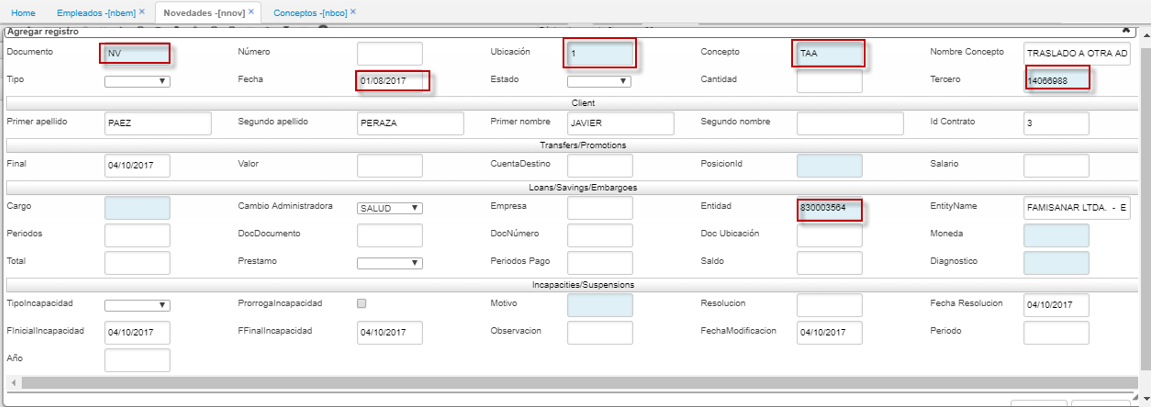 Home Empleados -[nbem] × Novedades -[nnov] × Conceptos -[nbco] ×
Agregar registro
Documento NV Número Ubicación 1 Concepto TAA Nombre Concepto TRASLADO A OTRA AD
Tipo Fecha 01/08/2017 Estado Cantidad Tercero 14066988
Client
Primer apellido PAEZ Segundo apellido PERAZA Primer nombre JAVIER Segundo nombre Id Contrato 3
Transfers/Promotions
Final 04/10/2017 Valor CuentaDestino PosicionId Salario
Loans/Savings/Embargoes
Cargo Cambio Administradora SALUD Empresa Entidad 830003564 EntityName FAMISANAR LTDA. - E
Periodos DocDocumento DocNúmero Doc Ubicación Moneda
Total Prestamo Periodos Pago Saldo Diagnostico
Incapacities/Suspensions
TipoIncapacidad ProrrogaIncapacidad Motivo Resolucion Fecha Resolucion 04/10/2017
FInicialIncapacidad 04/10/2017 FFinalIncapacidad 04/10/2017 Observacion FechaModificacion 04/10/2017 Periodo
Año